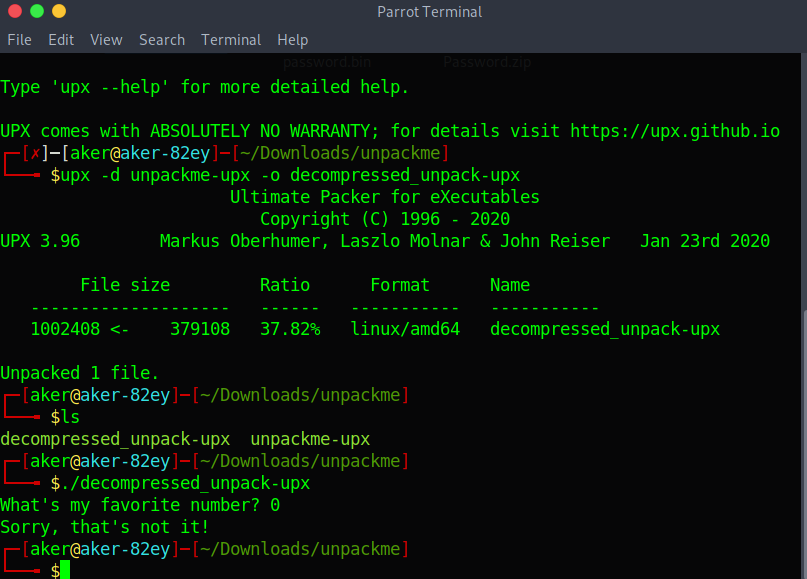 Parrot Terminal
File Edit View Search Terminal Help
password.bin Password.zip
Type 'upx --help' for more detailed help.
UPX comes with ABSOLUTELY NO WARRANTY; for details visit https://upx.github.io
┌─[✗]─[aker@aker-82ey]─[~/Downloads/unpackme]
└──╼ $upx -d unpackme-upx -o decompressed_unpack-upx
Ultimate Packer for eXecutables
Copyright (C) 1996 - 2020
UPX 3.96 Markus Oberhumer, Laszlo Molnar & John Reiser Jan 23rd 2020
File size Ratio Format Name
-------------------- ------ ----------- -----------
1002408 <- 379108 37.82% linux/amd64 decompressed_unpack-upx
Unpacked 1 file.
┌─[aker@aker-82ey]─[~/Downloads/unpackme]
└──╼ $ls
decompressed_unpack-upx unpackme-upx
┌─[aker@aker-82ey]─[~/Downloads/unpackme]
└──╼ $./decompressed_unpack-upx
What's my favorite number? 0
Sorry, that's not it!
┌─[aker@aker-82ey]─[~/Downloads/unpackme]
└──╼ $